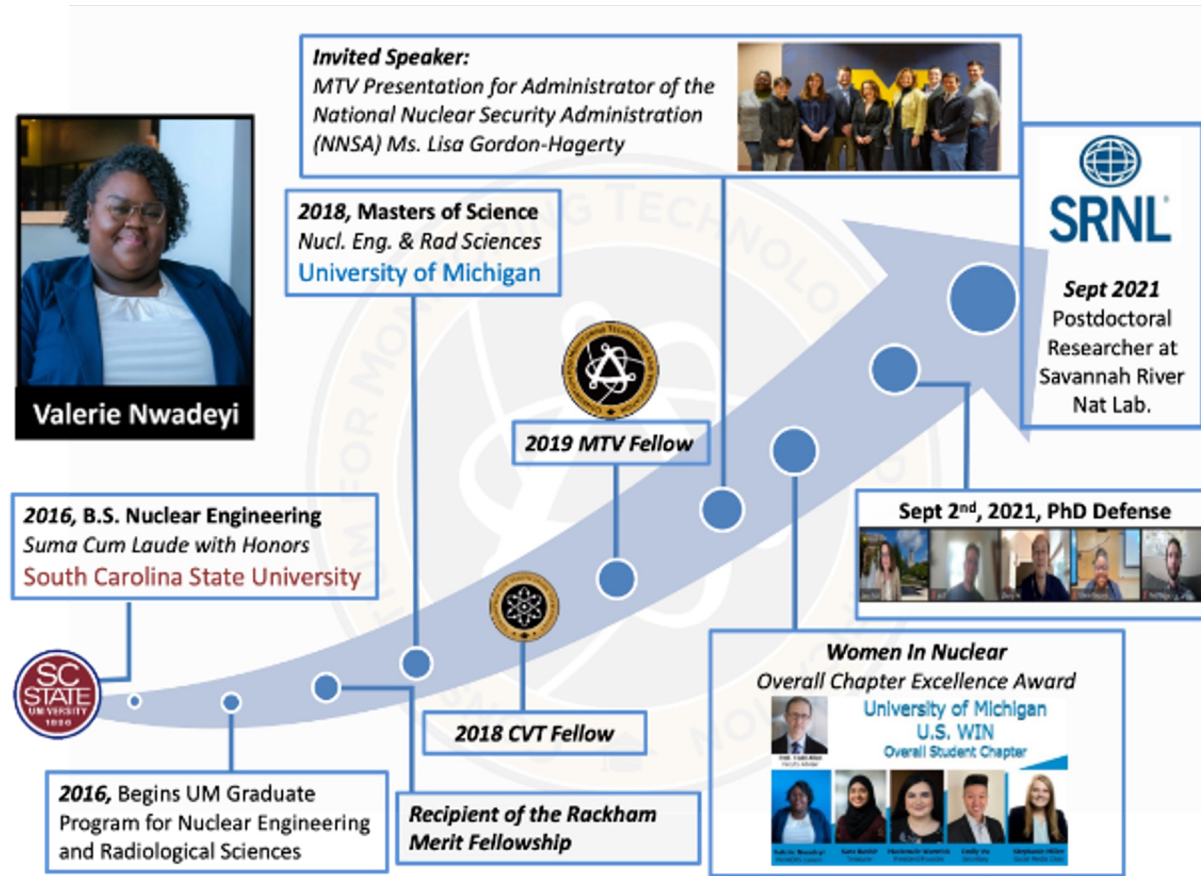 Invited Speaker:
MTV Presentation for Administrator of the
National Nuclear Security Administration
(NNSA) Ms. Lisa Gordon-Hagerty
SRNL
Sept 2021
Postdoctoral
Researcher at
Savannah River
Nat Lab.
2018, Masters of Science
Nucl. Eng. & Rad Sciences
University of Michigan
Valerie Nwadeyi
2019 MTV Fellow
2016, B.S. Nuclear Engineering
Suma Cum Laude with Honors
South Carolina State University
Sept 2nd, 2021, PhD Defense
SC
STATE
UNIVERSITY
1896
2018 CVT Fellow
Women In Nuclear
Overall Chapter Excellence Award
University of Michigan
U.S. WIN
Overall Student Chapter
2016, Begins UM Graduate
Program for Nuclear Engineering
and Radiological Sciences
Recipient of the Rackham
Merit Fellowship